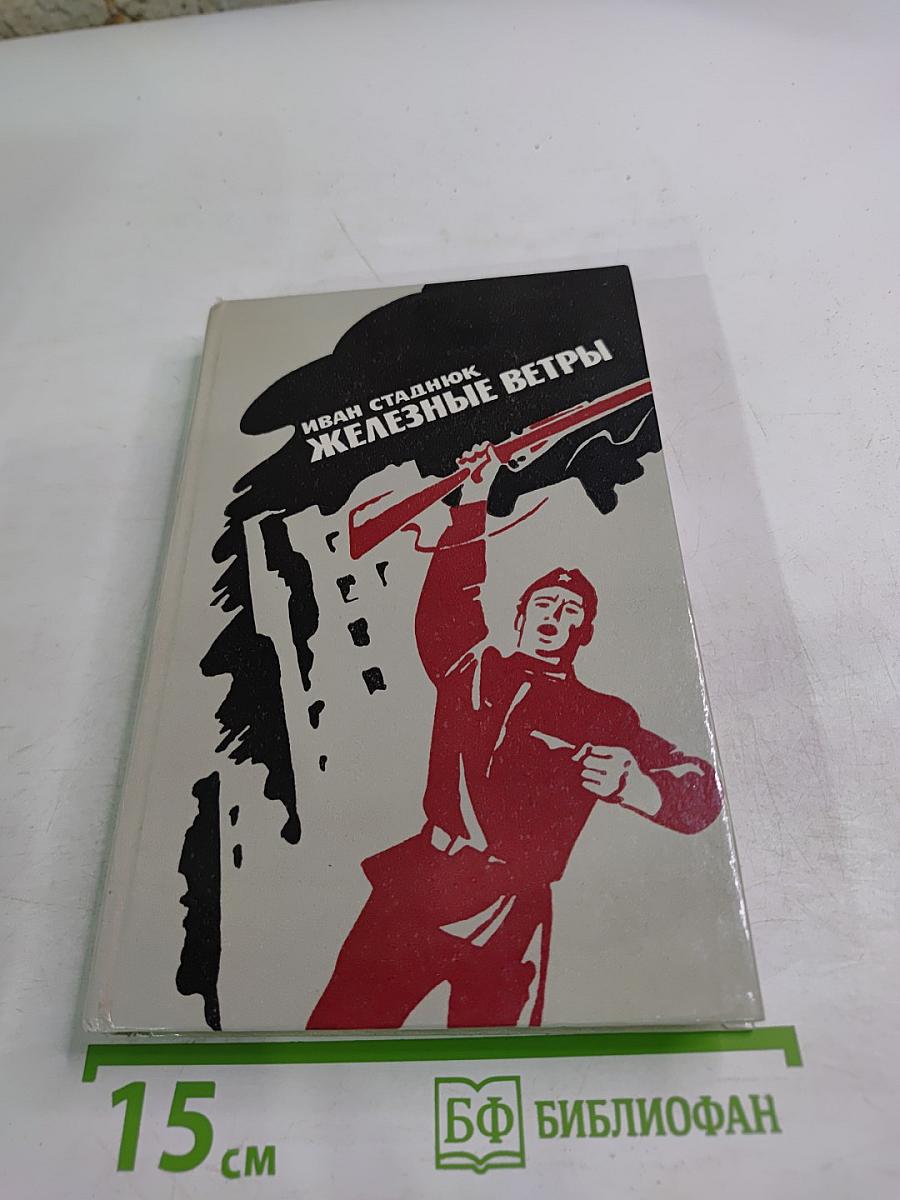 ИВАН СТАДНЮК
ЖЕЛЕЗНЫЕ ВЕТРЫ
15 см
БФ БИБЛИОФАН